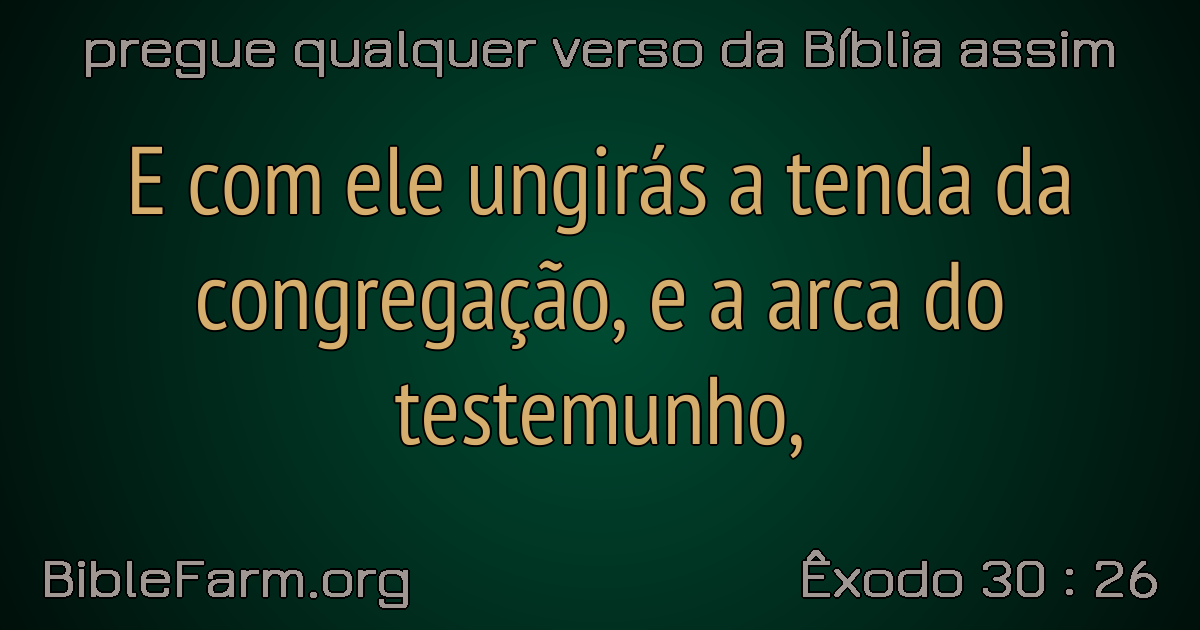 pregue qualquer verso da Bíblia assim
E com ele ungirás a tenda da
congregação, e a arca do
testemunho,
BibleFarm.org
Êxodo 30 : 26